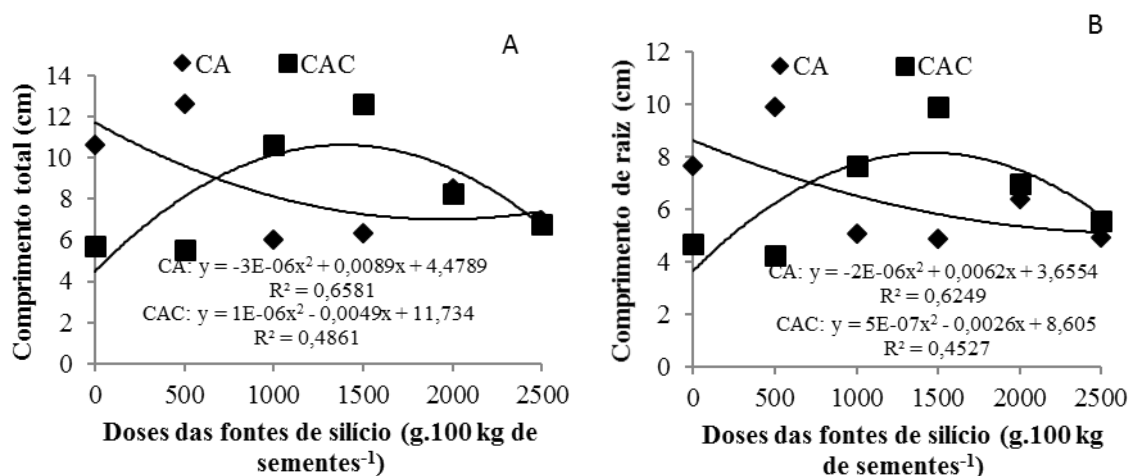 A
CA CAC
Comprimento total (cm)
14
12
10
8
6
4
2
0
CA: y = -3E-06x² + 0,0089x + 4,4789
R² = 0,6581
CAC: y = 1E-06x² - 0,0049x + 11,734
R² = 0,4861
0 500 1000 1500 2000 2500
Doses das fontes de silício (g.100 kg de
sementes⁻¹)
B
CA CAC
Comprimento de raiz (cm)
12
10
8
6
4
2
0
CA: y = -2E-06x² + 0,0062x + 3,6554
R² = 0,6249
CAC: y = 5E-07x² - 0,0026x + 8,605
R² = 0,4527
0 500 1000 1500 2000 2500
Doses das fontes de silício (g.100 kg
de sementes⁻¹)